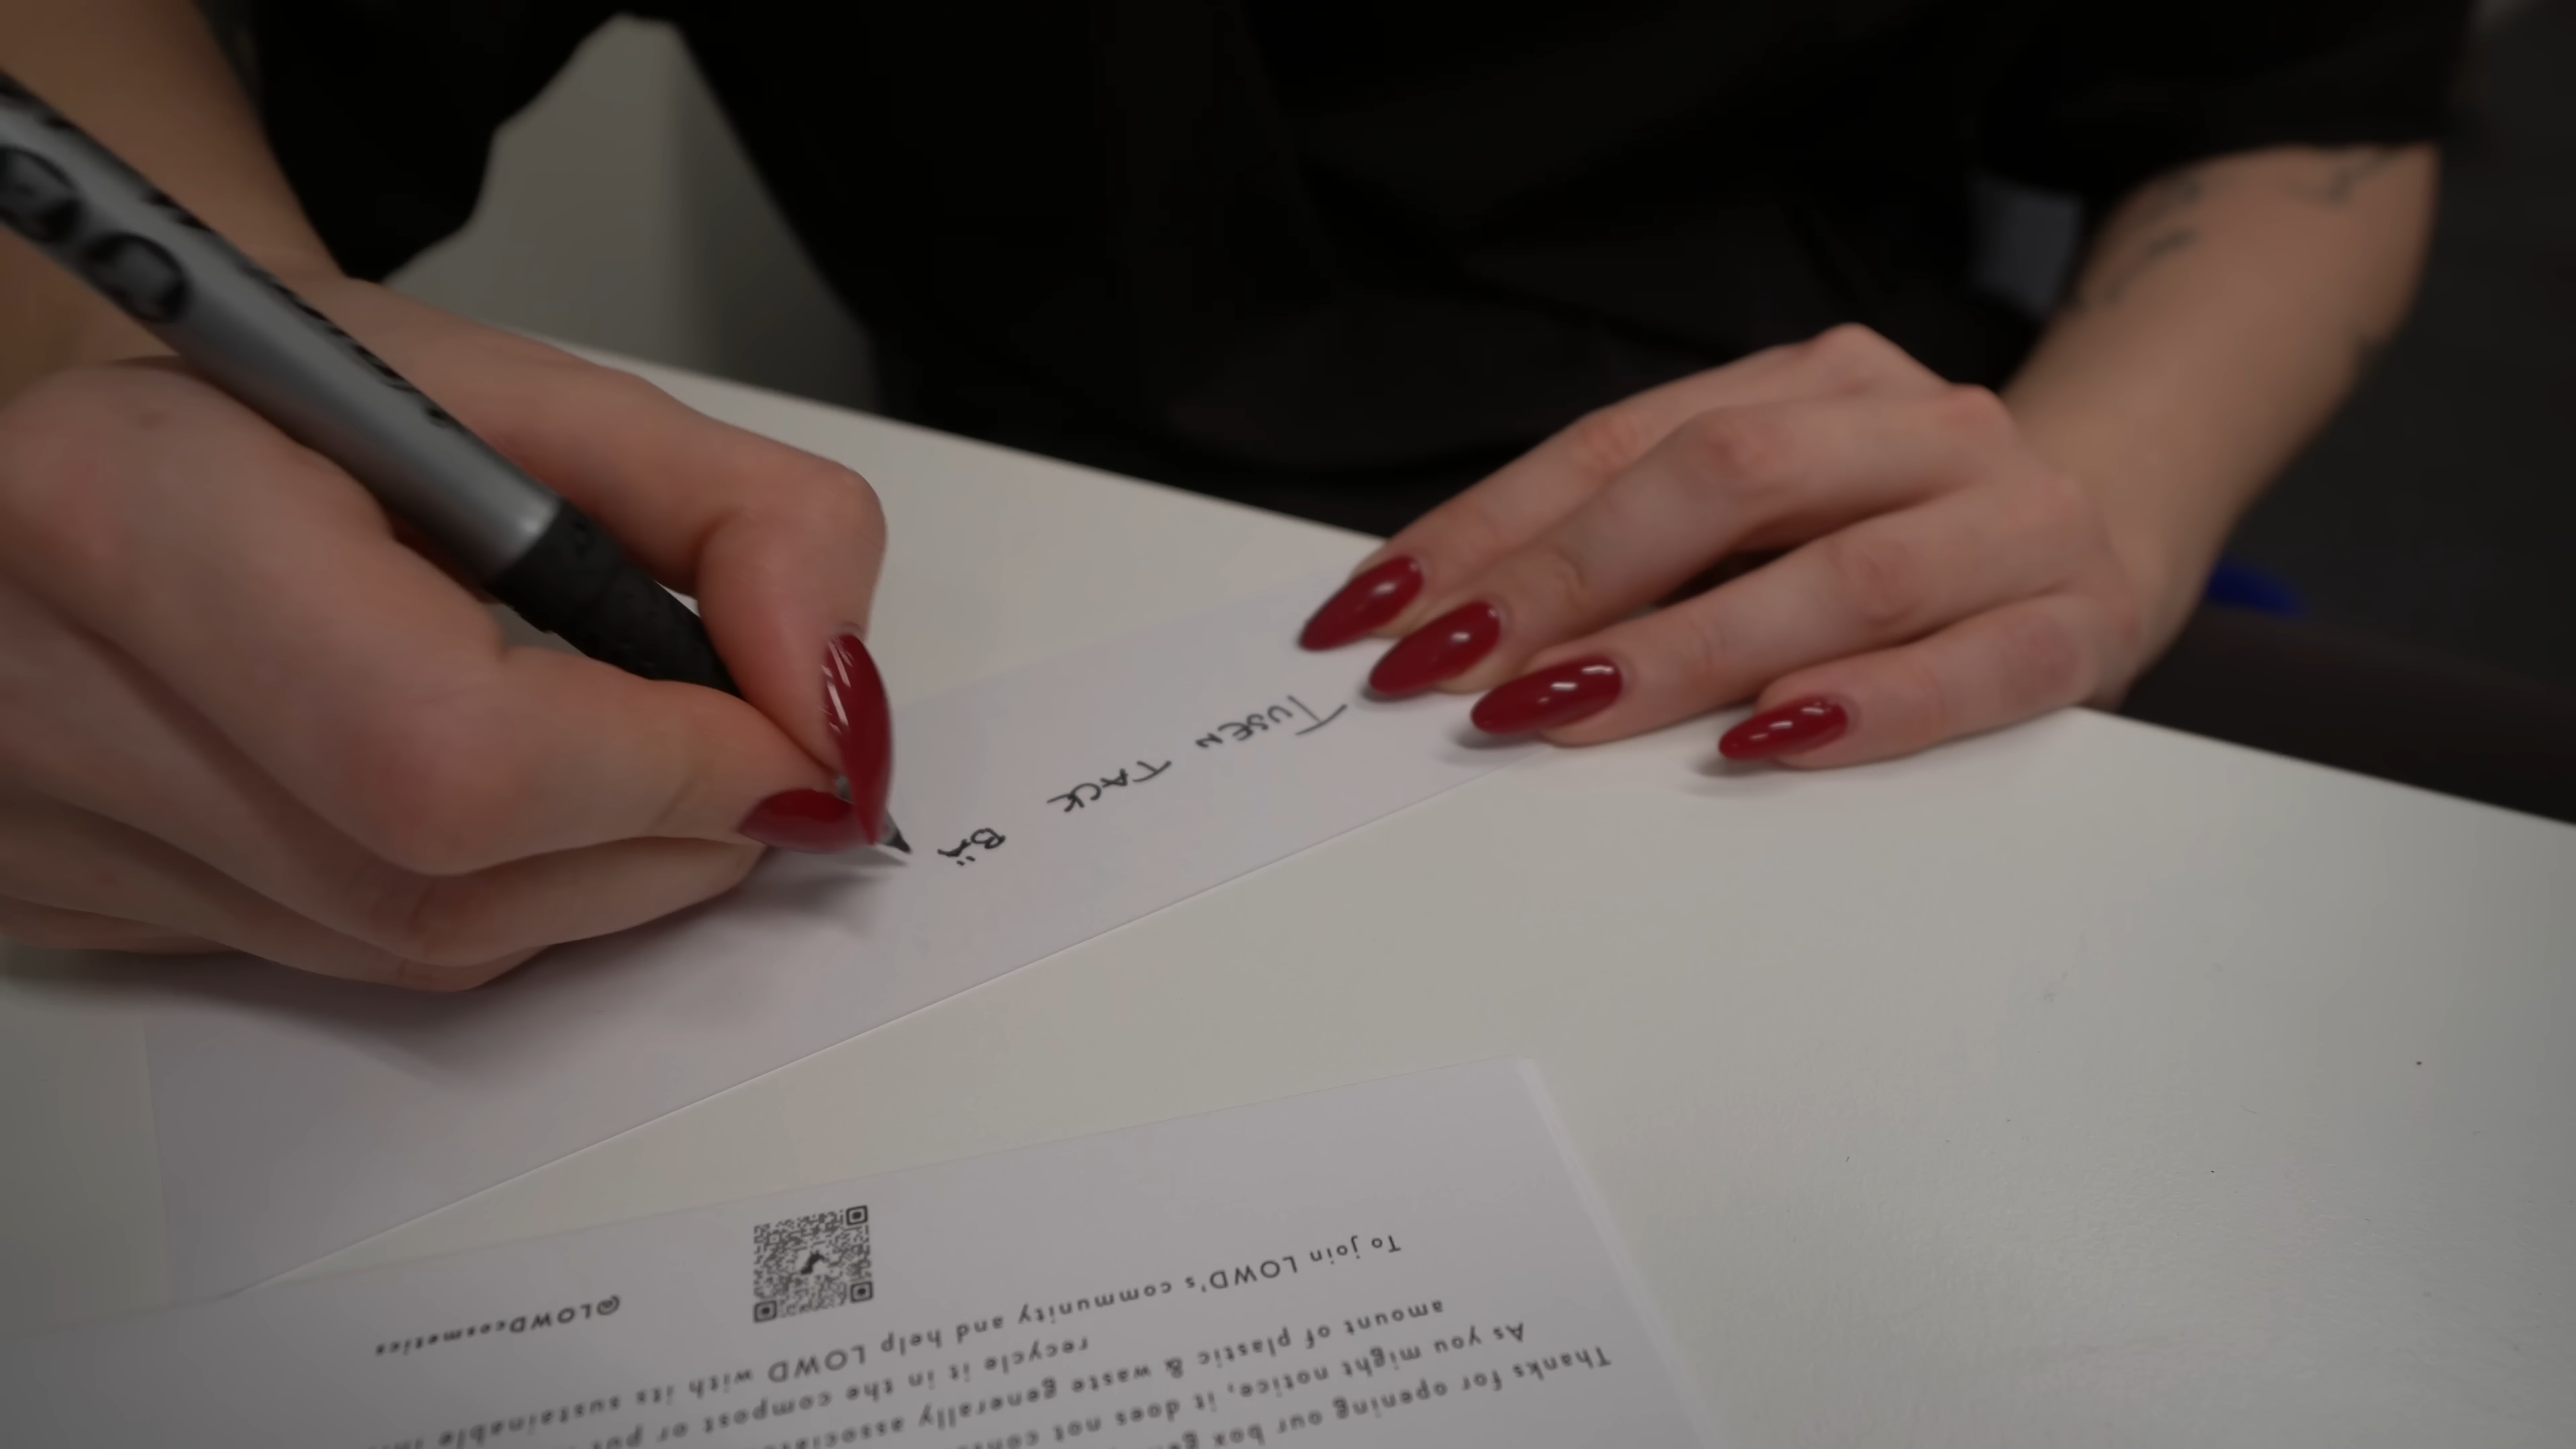 TUSEN TACK BÄ
Thanks for opening our box
As you might notice, it does not
amount of plastic & waste generally
recycle it in the compost or
To join LOWD's community and help LOWD with its sustainable
@LOWDcosmetics